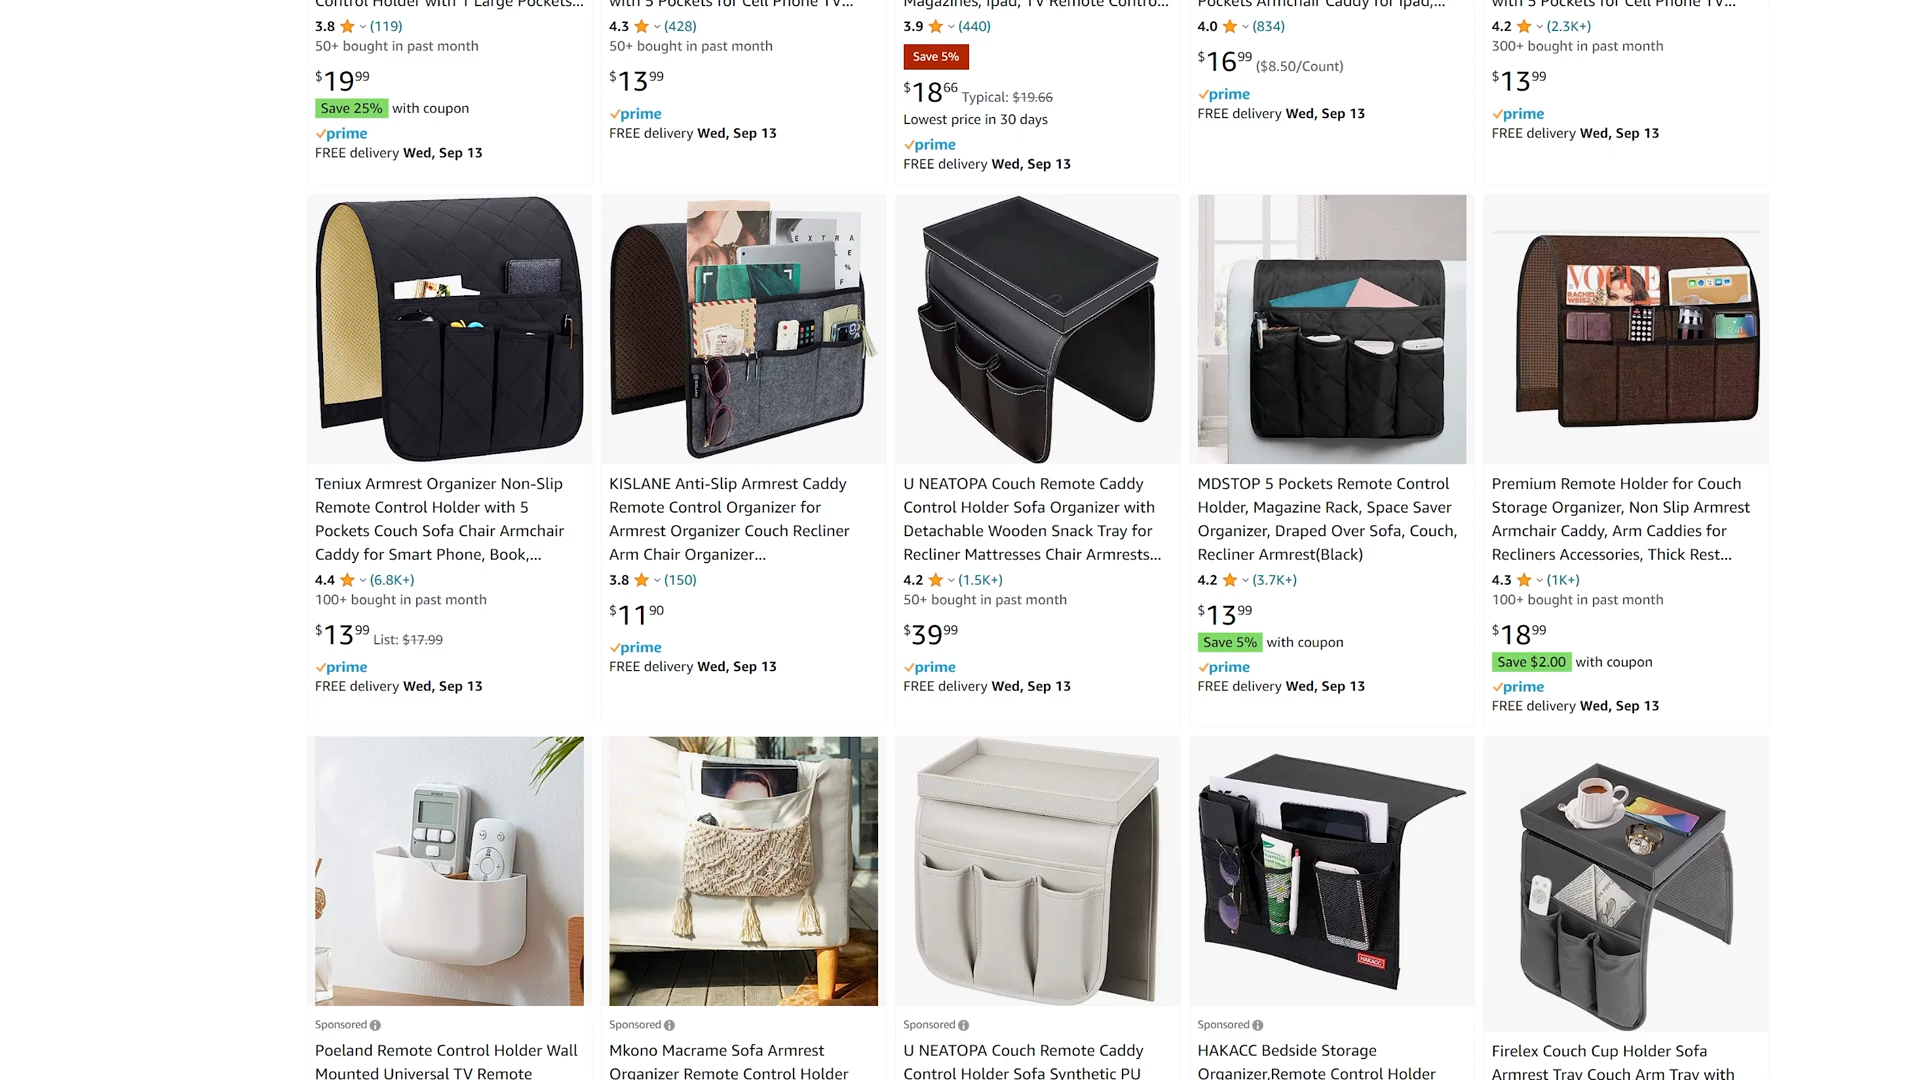 Control Holder with 1 Large Pockets...
3.8 (119)
50+ bought in past month
$19.99
Save 25% with coupon
prime
FREE delivery Wed, Sep 13
with 5 Pockets for Cell Phone TV...
4.3 (428)
50+ bought in past month
$13.99
prime
FREE delivery Wed, Sep 13
Magazines, Ipad, TV Remote Contro...
3.9 (440)
Save 5%
$18.66 Typical: $19.66
Lowest price in 30 days
prime
FREE delivery Wed, Sep 13
Pockets Armchair Caddy for Ipad,...
4.0 (834)
$16.99 ($8.50/Count)
prime
FREE delivery Wed, Sep 13
with 5 Pockets for Cell Phone TV...
4.2 (2.3K+)
300+ bought in past month
$13.99
prime
FREE delivery Wed, Sep 13
Teniux Armrest Organizer Non-Slip
Remote Control Holder with 5
Pockets Couch Sofa Chair Armchair
Caddy for Smart Phone, Book,...
4.4 (6.8K+)
100+ bought in past month
$13.99 List: $17.99
prime
FREE delivery Wed, Sep 13
EXTRA
LE
%
F
KISLANE Anti-Slip Armrest Caddy
Remote Control Organizer for
Armrest Organizer Couch Recliner
Arm Chair Organizer...
3.8 (150)
$11.90
prime
FREE delivery Wed, Sep 13
U NEATOPA Couch Remote Caddy
Control Holder Sofa Organizer with
Detachable Wooden Snack Tray for
Recliner Mattresses Chair Armrests...
4.2 (1.5K+)
50+ bought in past month
$39.99
prime
FREE delivery Wed, Sep 13
MDSTOP 5 Pockets Remote Control
Holder, Magazine Rack, Space Saver
Organizer, Draped Over Sofa, Couch,
Recliner Armrest(Black)
4.2 (3.7K+)
$13.99
Save 5% with coupon
prime
FREE delivery Wed, Sep 13
VOGUE
RACHEL
WEISZ
Premium Remote Holder for Couch
Storage Organizer, Non Slip Armrest
Armchair Caddy, Arm Caddies for
Recliners Accessories, Thick Rest...
4.3 (1K+)
100+ bought in past month
$18.99
Save $2.00 with coupon
prime
FREE delivery Wed, Sep 13
Sponsored
Poeland Remote Control Holder Wall
Mounted Universal TV Remote
Sponsored
Mkono Macrame Sofa Armrest
Organizer Remote Control Holder
Sponsored
U NEATOPA Couch Remote Caddy
Control Holder Sofa Synthetic PU
HAKACC
Sponsored
HAKACC Bedside Storage
Organizer,Remote Control Holder
Firelex Couch Cup Holder Sofa
Armrest Tray Couch Arm Tray with